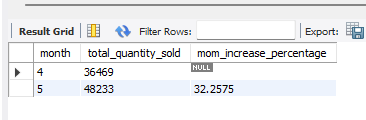 Result Grid Filter Rows: Export:
month total_quantity_sold mom_increase_percentage
4 36469 NULL
5 48233 32.2575